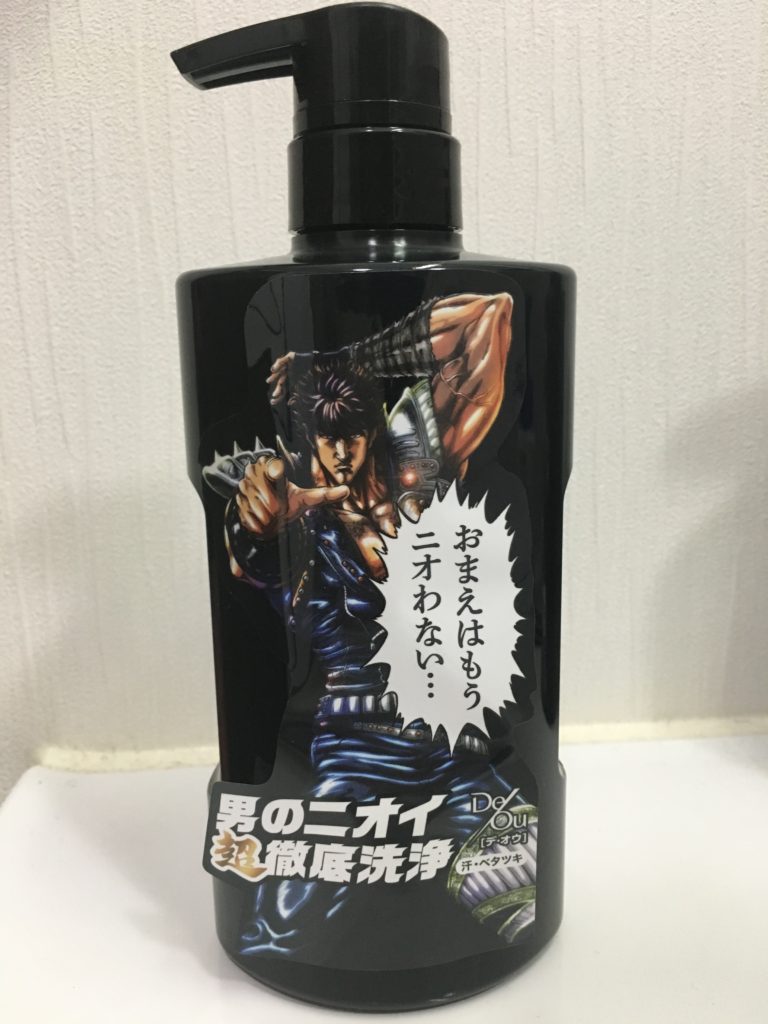 おまえはもう
ニオわない…
男のニオイ
超徹底洗浄
De/Ou
[デ・オウ]
汗・ベタツキ